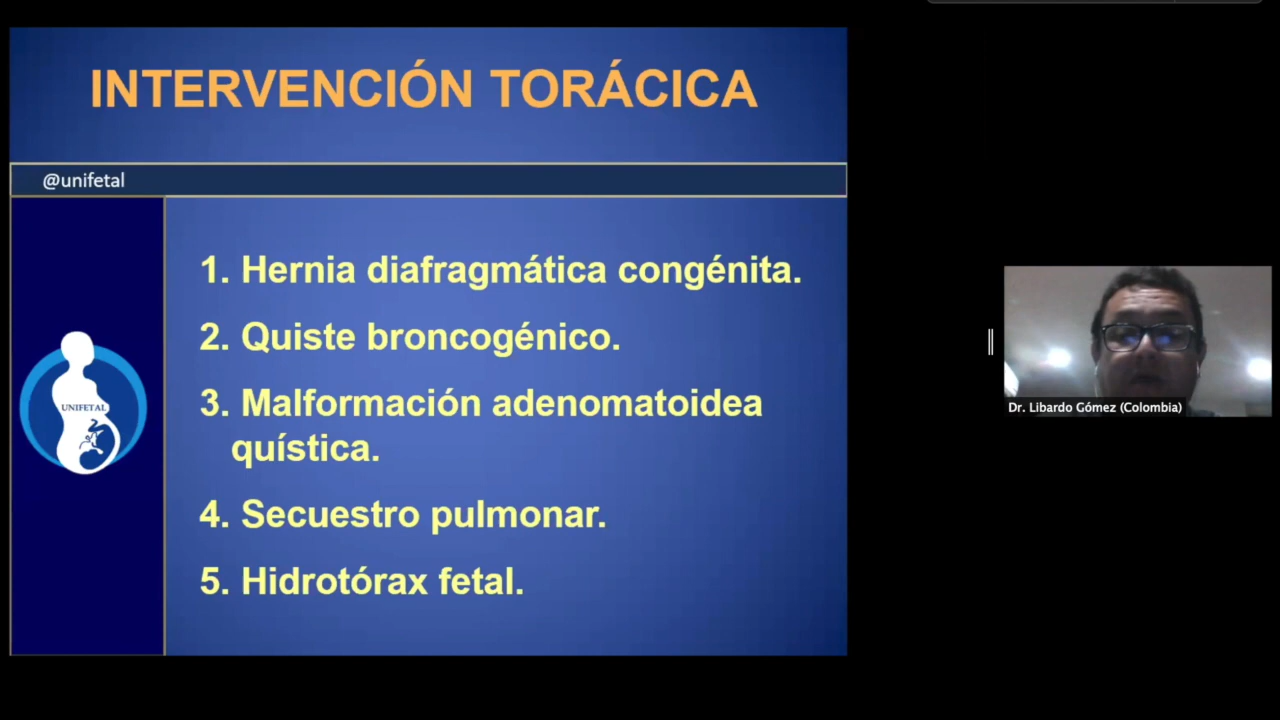 INTERVENCIÓN TORÁCICA
@unifetal
1. Hernia diafragmática congénita.
2. Quiste broncogénico.
3. Malformación adenomatoidea
quística.
4. Secuestro pulmonar.
5. Hidrotórax fetal.
UNIFETAL
Dr. Libardo Gómez (Colombia)